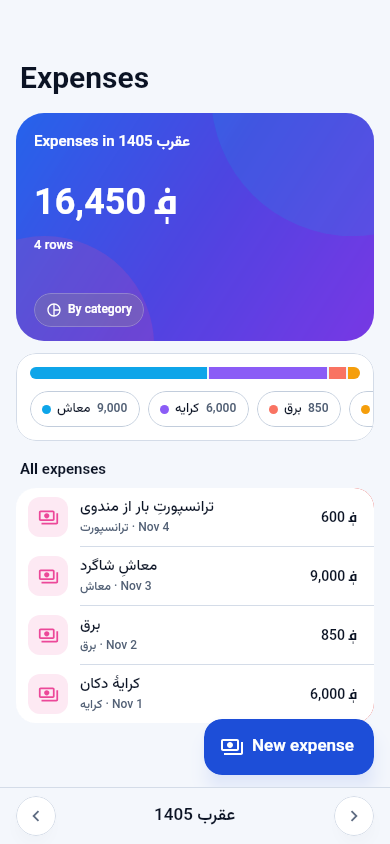 Expenses
Expenses in 1405 عقرب
16,450 ؋
4 rows
By category
معاش 9,000
کرایه 6,000
برق 850
All expenses
ترانسپورتِ بار از مندوی
ترانسپورت · Nov 4
600 ؋
معاشِ شاگرد
معاش · Nov 3
9,000 ؋
برق
برق · Nov 2
850 ؋
کرایهٔ دکان
کرایه · Nov 1
6,000 ؋
New expense
عقرب 1405